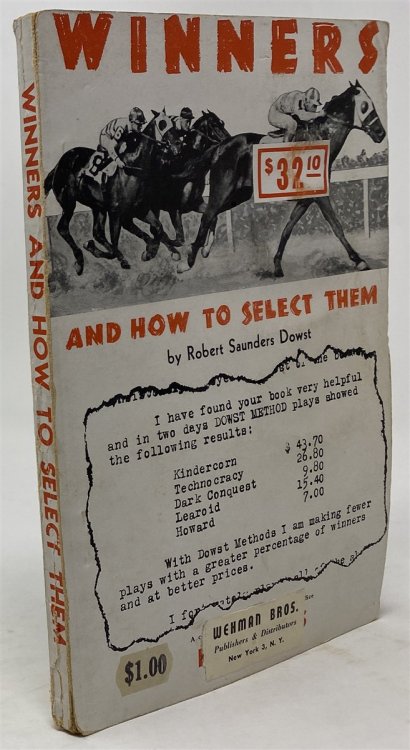 WINNERS
$32.10
AND HOW TO SELECT THEM
by Robert Saunders Dowst
of the
I have found your book very helpful
and in two days DOWST METHOD plays showed
the following results:
Kindercorn $ 43.70
Technocracy 26.80
Dark Conquest 9.80
Learoid 15.40
Howard 7.00
With Dowst Methods I am making fewer
plays with a greater percentage of winners
and at better prices.
WEHMAN BROS.
Publishers & Distributors
New York 3, N. Y.
$1.00
WINNERS AND HOW TO SELECT THEM